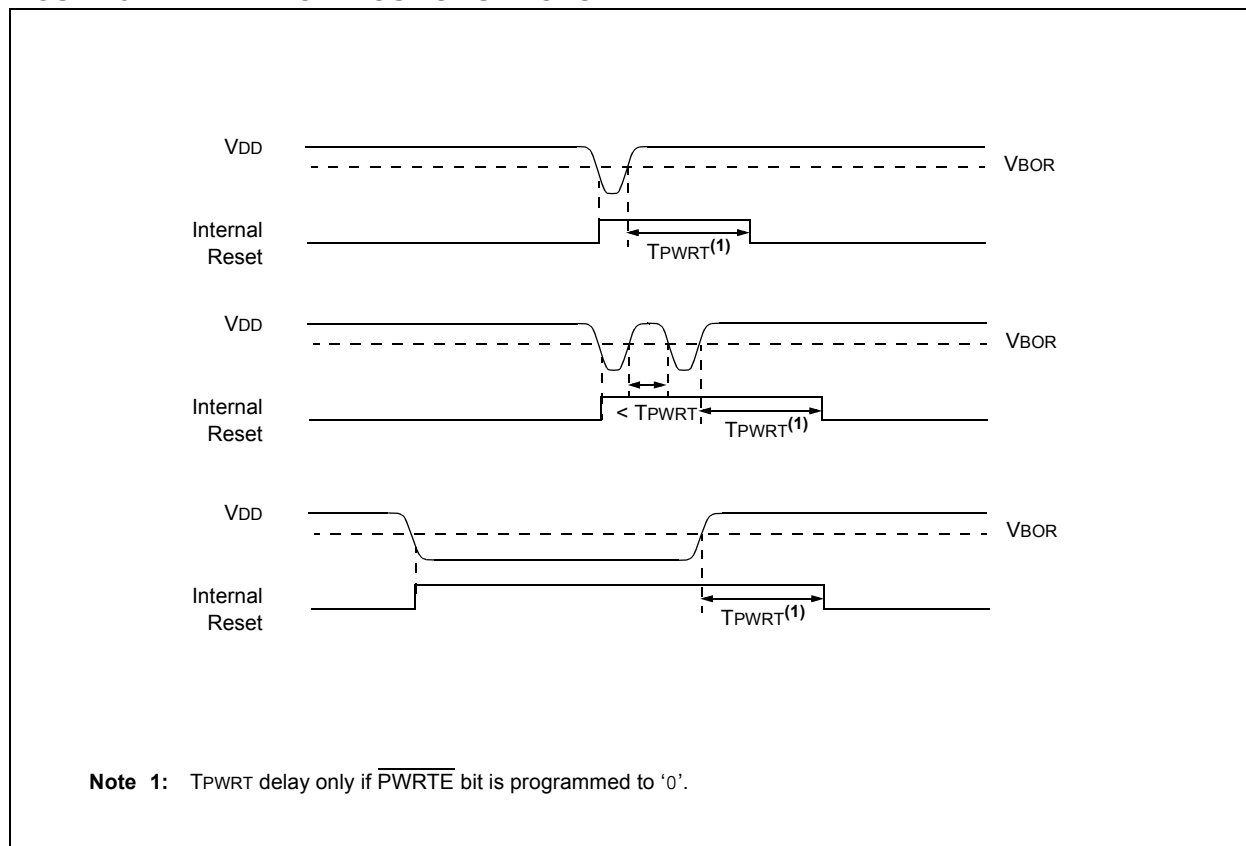 VDD
VBOR
Internal
Reset
TPWRT(1)
VDD
VBOR
Internal
Reset
< TPWRT
TPWRT(1)
VDD
VBOR
Internal
Reset
TPWRT(1)
Note 1: TPWRT delay only if PWRTE bit is programmed to ‘0’.